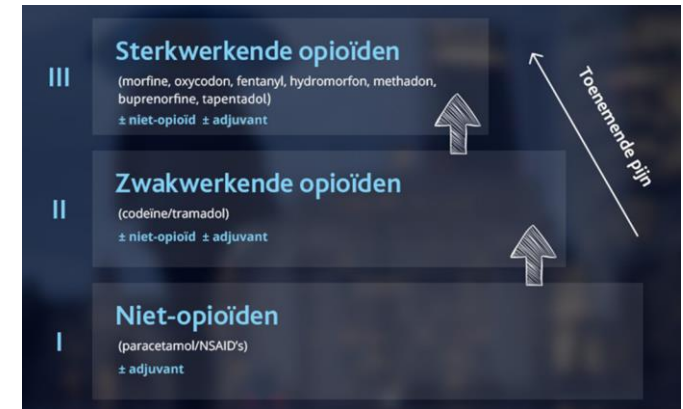 III
Sterkwerkende opioïden
(morfine, oxycodon, fentanyl, hydromorfon, methadon,
buprenorfine, tapentadol)
± niet-opioïd ± adjuvant
Toenemende pijn
II
Zwakwerkende opioïden
(codeïne/tramadol)
± niet-opioïd ± adjuvant
I
Niet-opioïden
(paracetamol/NSAID's)
± adjuvant